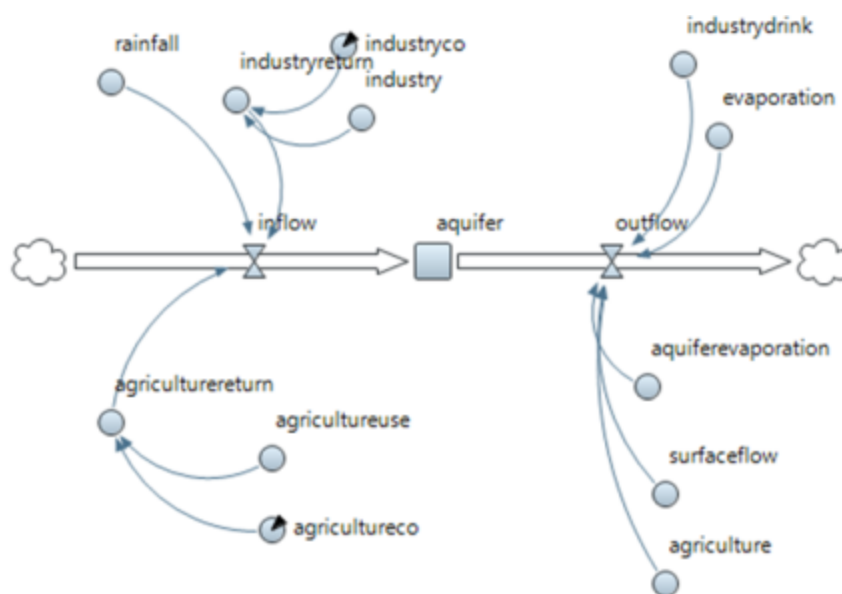 rainfall
industryco
industryreturn
industry
industrydrink
evaporation
inflow
aquifer
outflow
aquiferevaporation
agriculturereturn
agricultureuse
surfaceflow
agricultureco
agriculture